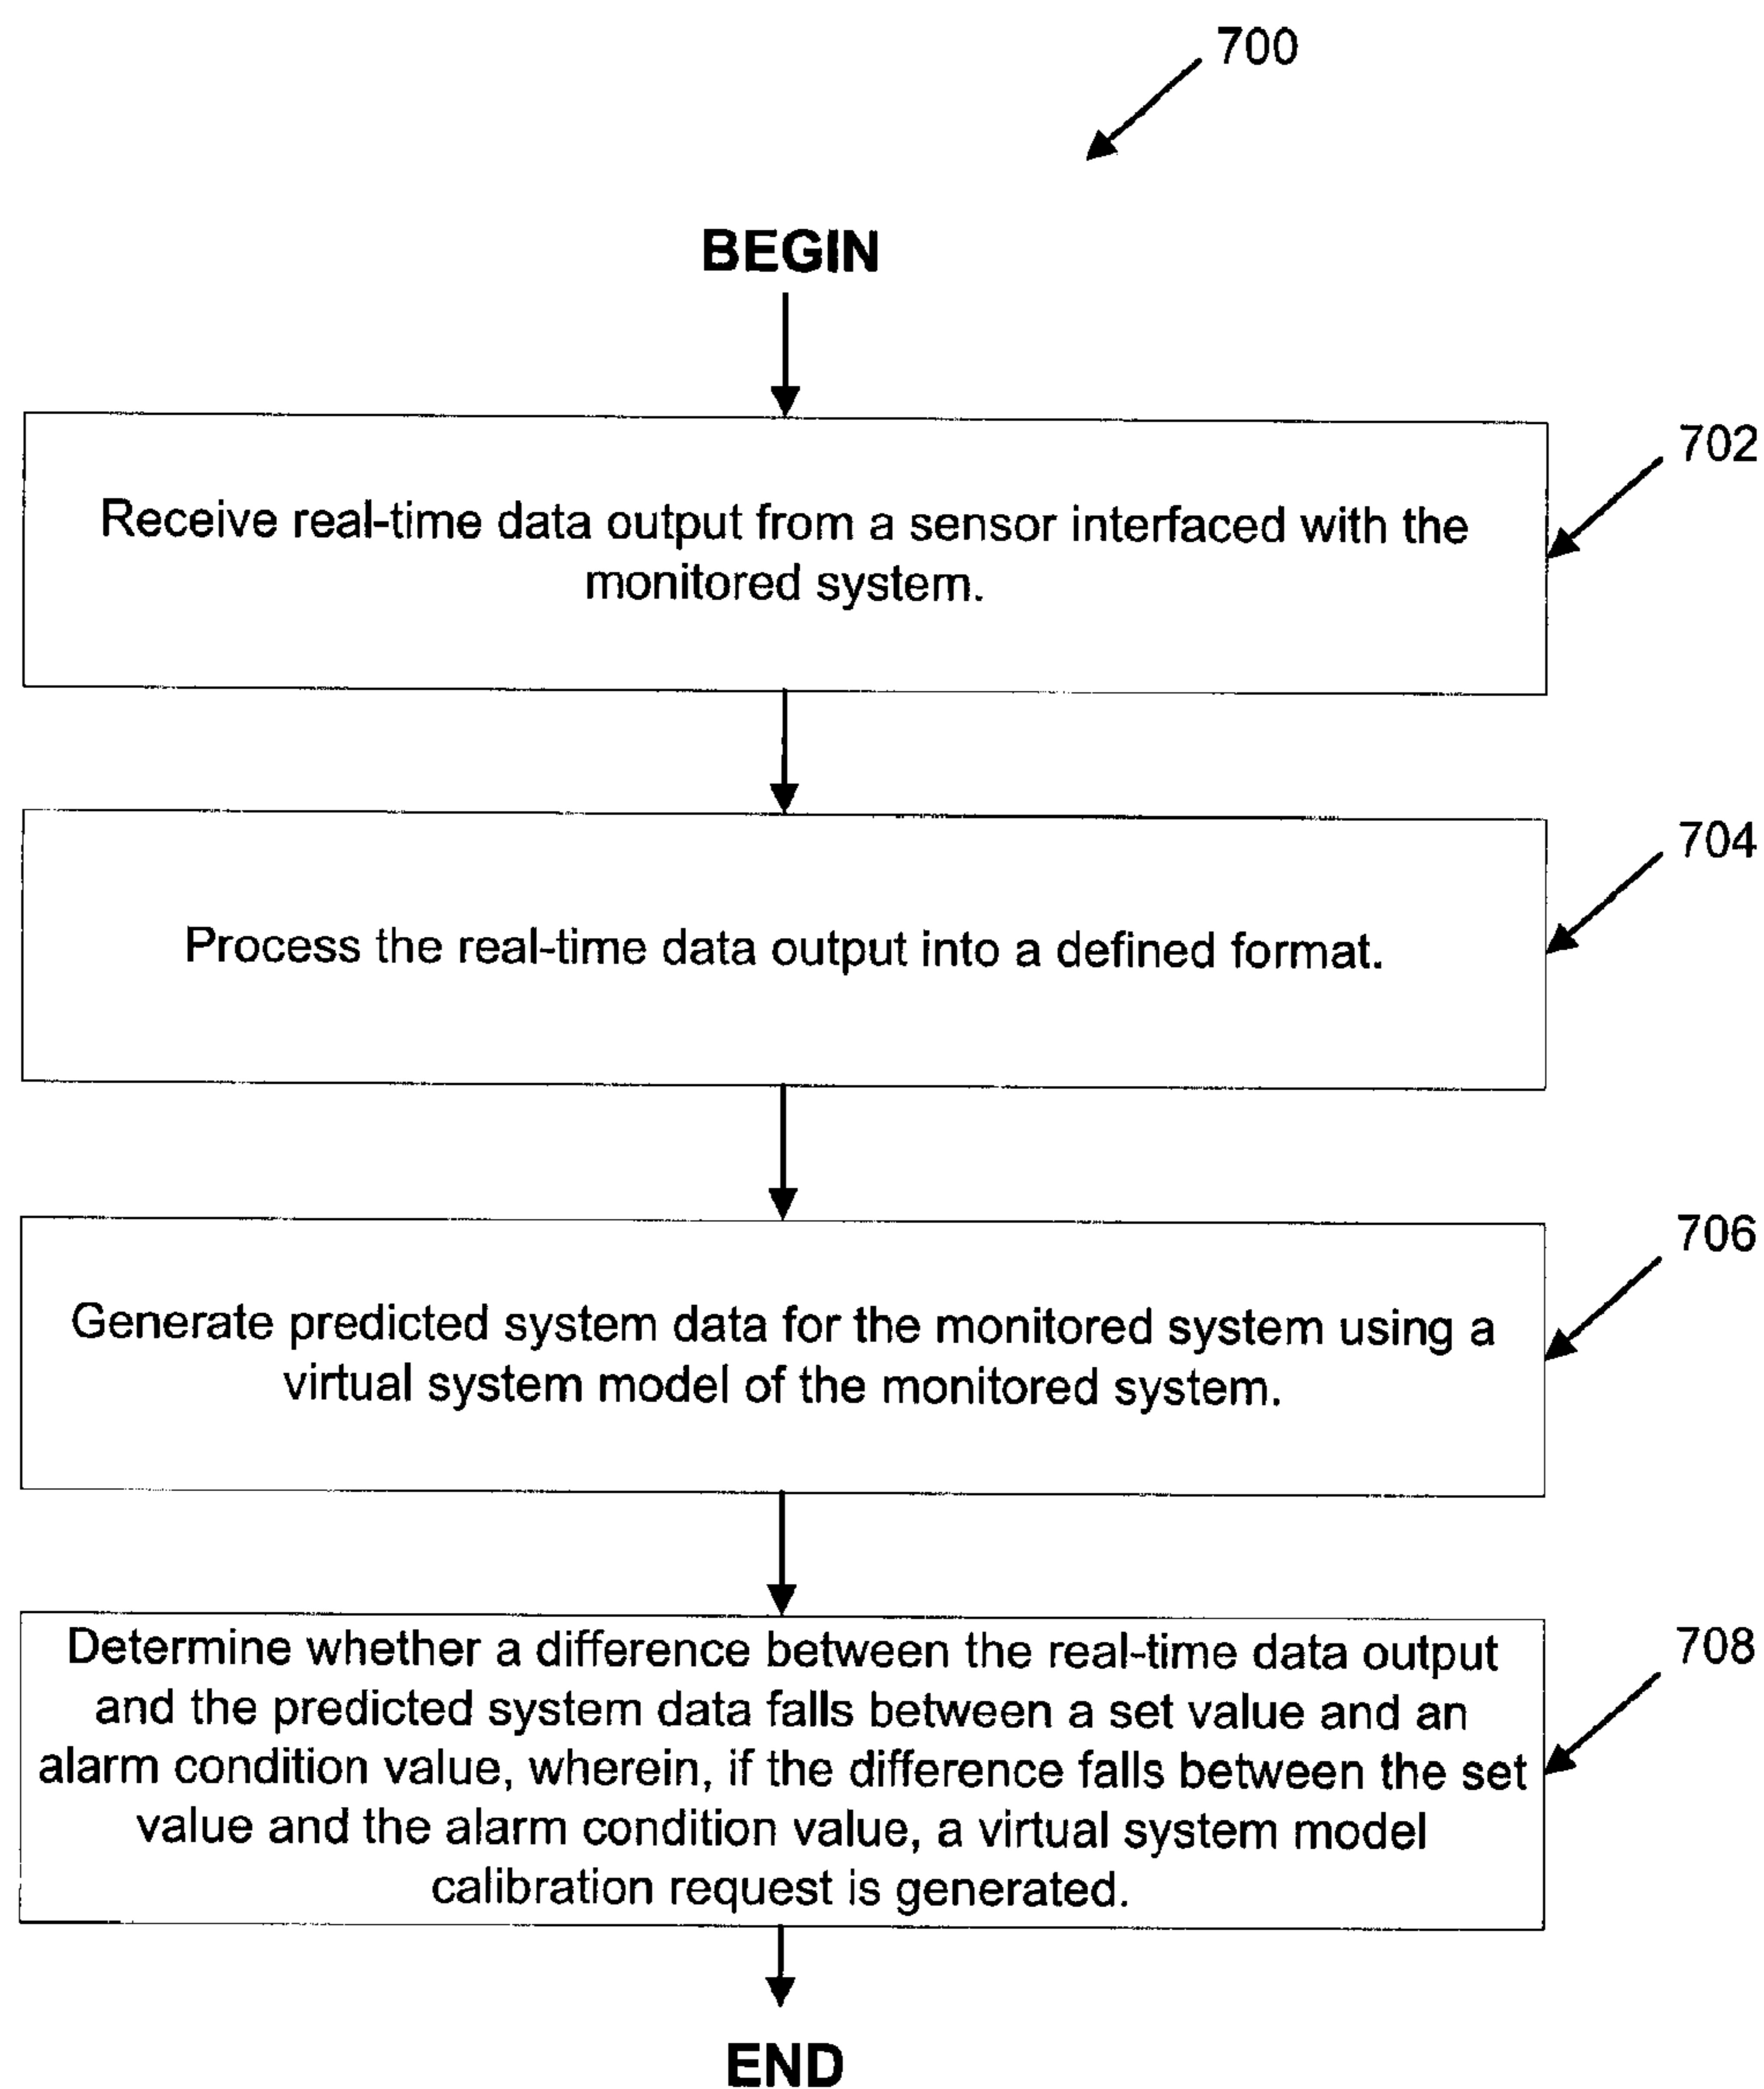 700
BEGIN
702
Receive real-time data output from a sensor interfaced with the
monitored system.
704
Process the real-time data output into a defined format.
706
Generate predicted system data for the monitored system using a
virtual system model of the monitored system.
708
Determine whether a difference between the real-time data output
and the predicted system data falls between a set value and an
alarm condition value, wherein, if the difference falls between the set
value and the alarm condition value, a virtual system model
calibration request is generated.
END